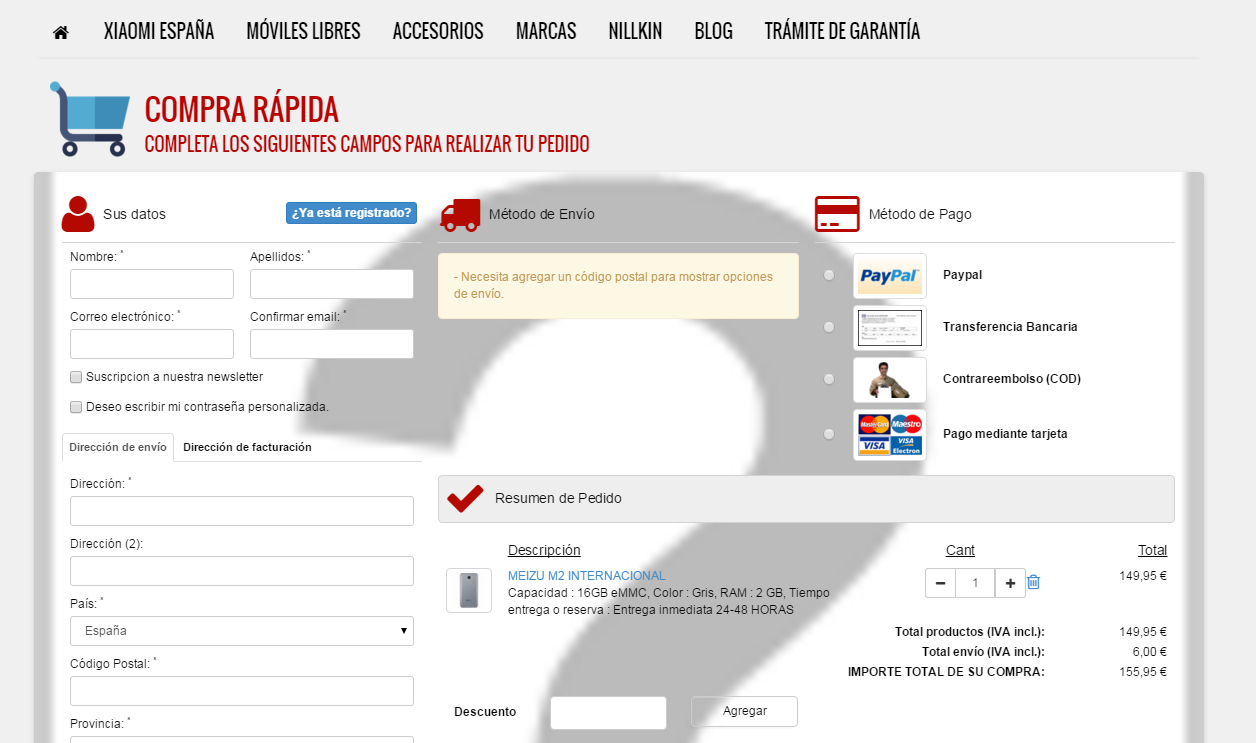 XIAOMI ESPAÑA MÓVILES LIBRES ACCESORIOS MARCAS NILLKIN BLOG TRÁMITE DE GARANTÍA
COMPRA RÁPIDA
COMPLETA LOS SIGUIENTES CAMPOS PARA REALIZAR TU PEDIDO
Sus datos
¿Ya está registrado?
Nombre: *
Apellidos: *
Correo electrónico: *
Confirmar email: *
Suscripcion a nuestra newsletter
Deseo escribir mi contraseña personalizada.
Dirección de envío
Dirección de facturación
Dirección: *
Dirección (2):
País: *
España
Código Postal: *
Provincia: *
Método de Envío
- Necesita agregar un código postal para mostrar opciones
de envío.
Método de Pago
PayPal
Paypal
Transferencia Bancaria
Contrareembolso (COD)
MasterCard Maestro
VISA VISA
Electron
Pago mediante tarjeta
Resumen de Pedido
Descripción Cant Total
MEIZU M2 INTERNACIONAL
Capacidad : 16GB eMMC, Color : Gris, RAM : 2 GB, Tiempo
entrega o reserva : Entrega inmediata 24-48 HORAS
- 1 +
149,95 €
Total productos (IVA incl.): 149,95 €
Total envío (IVA incl.): 6,00 €
IMPORTE TOTAL DE SU COMPRA: 155,95 €
Descuento
Agregar